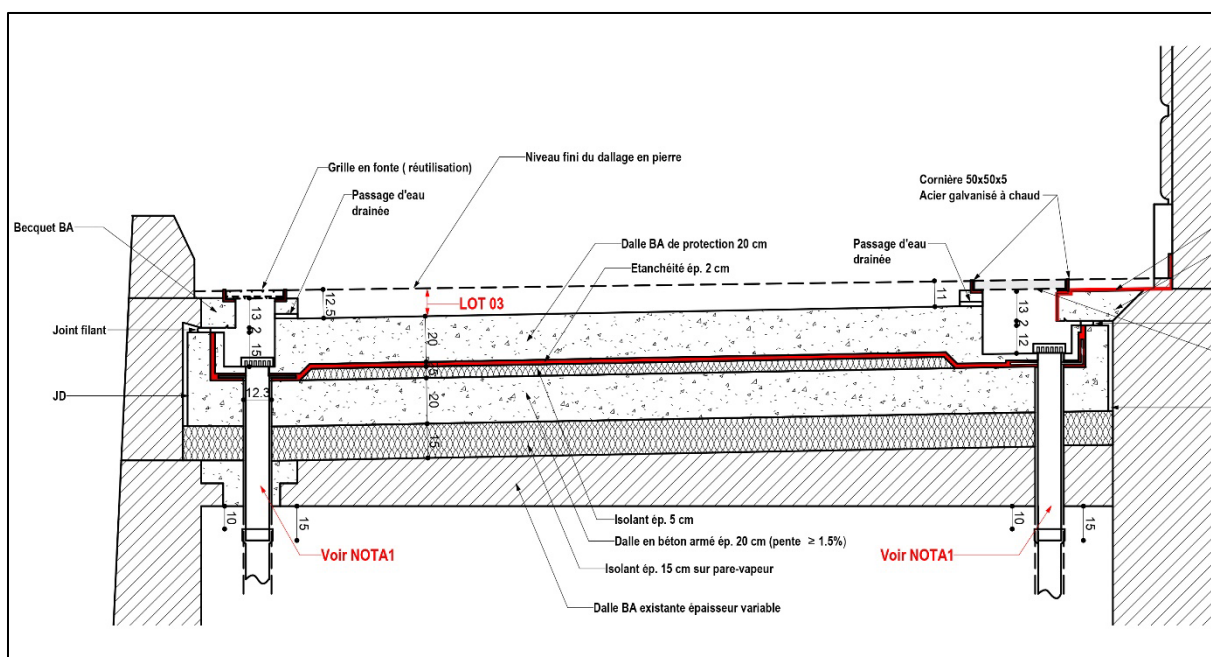 Niveau fini du dallage en pierre
Grille en fonte ( réutilisation)
Passage d'eau
drainée
Cornière 50x50x5
Acier galvanisé à chaud
Becquet BA
Dalle BA de protection 20 cm
Passage d'eau
drainée
Etanchéité ép. 2 cm
12.5
LOT 03
11
13
2
15
13
2
12
Joint filant
20
5
JD
12.3
20
15
10
15
10
15
Isolant ép. 5 cm
Voir NOTA1
Dalle en béton armé ép. 20 cm (pente ≥ 1.5%)
Voir NOTA1
Isolant ép. 15 cm sur pare-vapeur
Dalle BA existante épaisseur variable